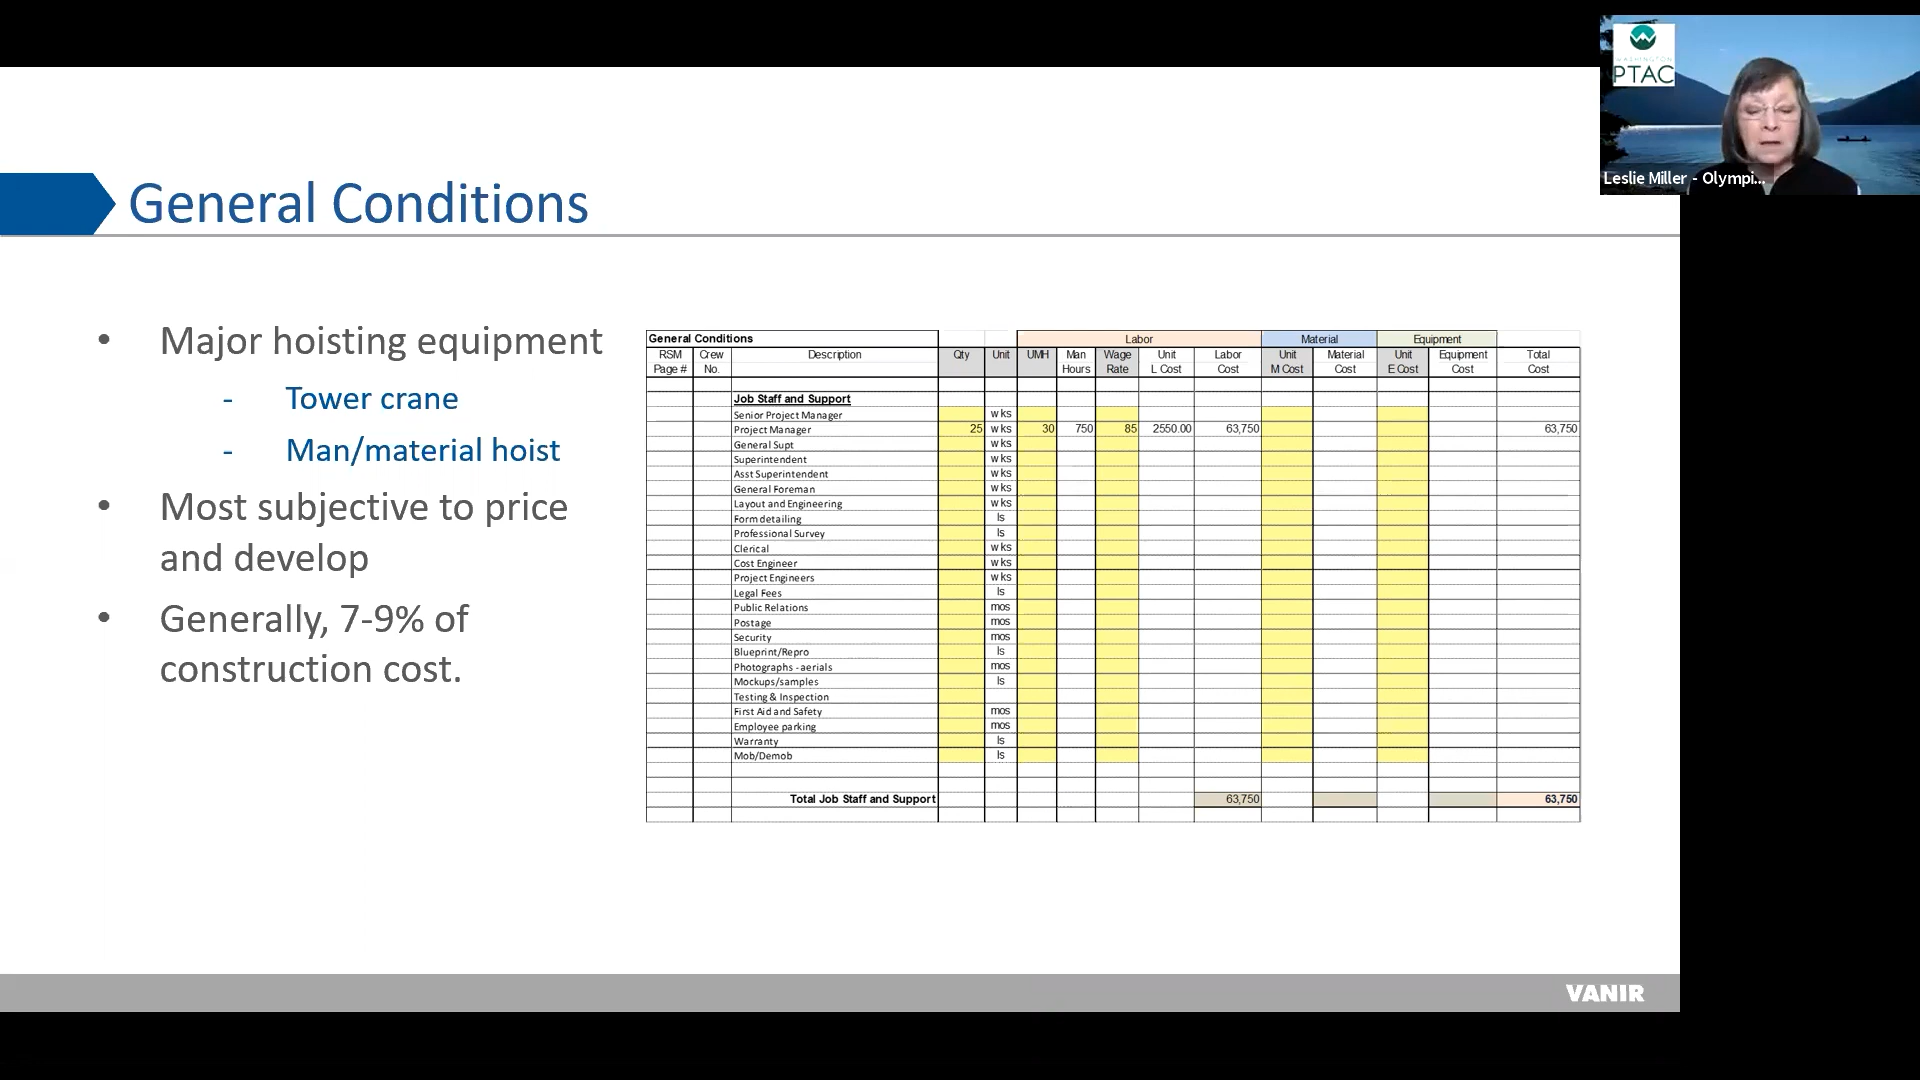 WASHINGTON
PTAC
Leslie Miller - Olympi...
General Conditions
• Major hoisting equipment
- Tower crane
- Man/material hoist
• Most subjective to price
and develop
• Generally, 7-9% of
construction cost.
General Conditions Labor Material Equipment
RSM Crew Description Qty Unit UMH Man Wage Unit Labor Unit Material Unit Equipment Total
Page # No. Hours Rate L Cost Cost M Cost Cost E Cost Cost Cost
Job Staff and Support
Senior Project Manager wks
Project Manager 25 wks 30 750 85 2550.00 63,750 63,750
General Supt wks
Superintendent wks
Asst Superintendent wks
General Foreman wks
Layout and Engineering wks
Form detailing ls
Professional Survey ls
Clerical wks
Cost Engineer wks
Project Engineers wks
Legal Fees ls
Public Relations mos
Postage mos
Security mos
Blueprint/Repro ls
Photographs - aerials mos
Mockups/samples ls
Testing & Inspection
First Aid and Safety mos
Employee parking mos
Warranty ls
Mob/Demob ls
Total Job Staff and Support 63,750 63,750
VANIR